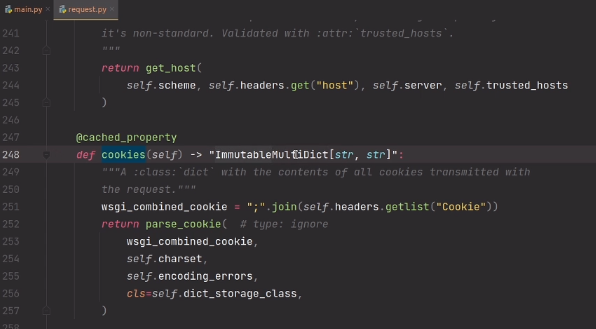 main.py request.py
241 it's non-standard. Validated with :attr:`trusted_hosts`.
242 """
243 return get_host(
244 self.scheme, self.headers.get("host"), self.server, self.trusted_hosts
245 )
246
247 @cached_property
248 def cookies(self) -> "ImmutableMultiDict[str, str]":
249 """A :class:`dict` with the contents of all cookies transmitted with
250 the request."""
251 wsgi_combined_cookie = ";".join(self.headers.getlist("Cookie"))
252 return parse_cookie(  # type: ignore
253 wsgi_combined_cookie,
254 self.charset,
255 self.encoding_errors,
256 cls=self.dict_storage_class,
257 )
258